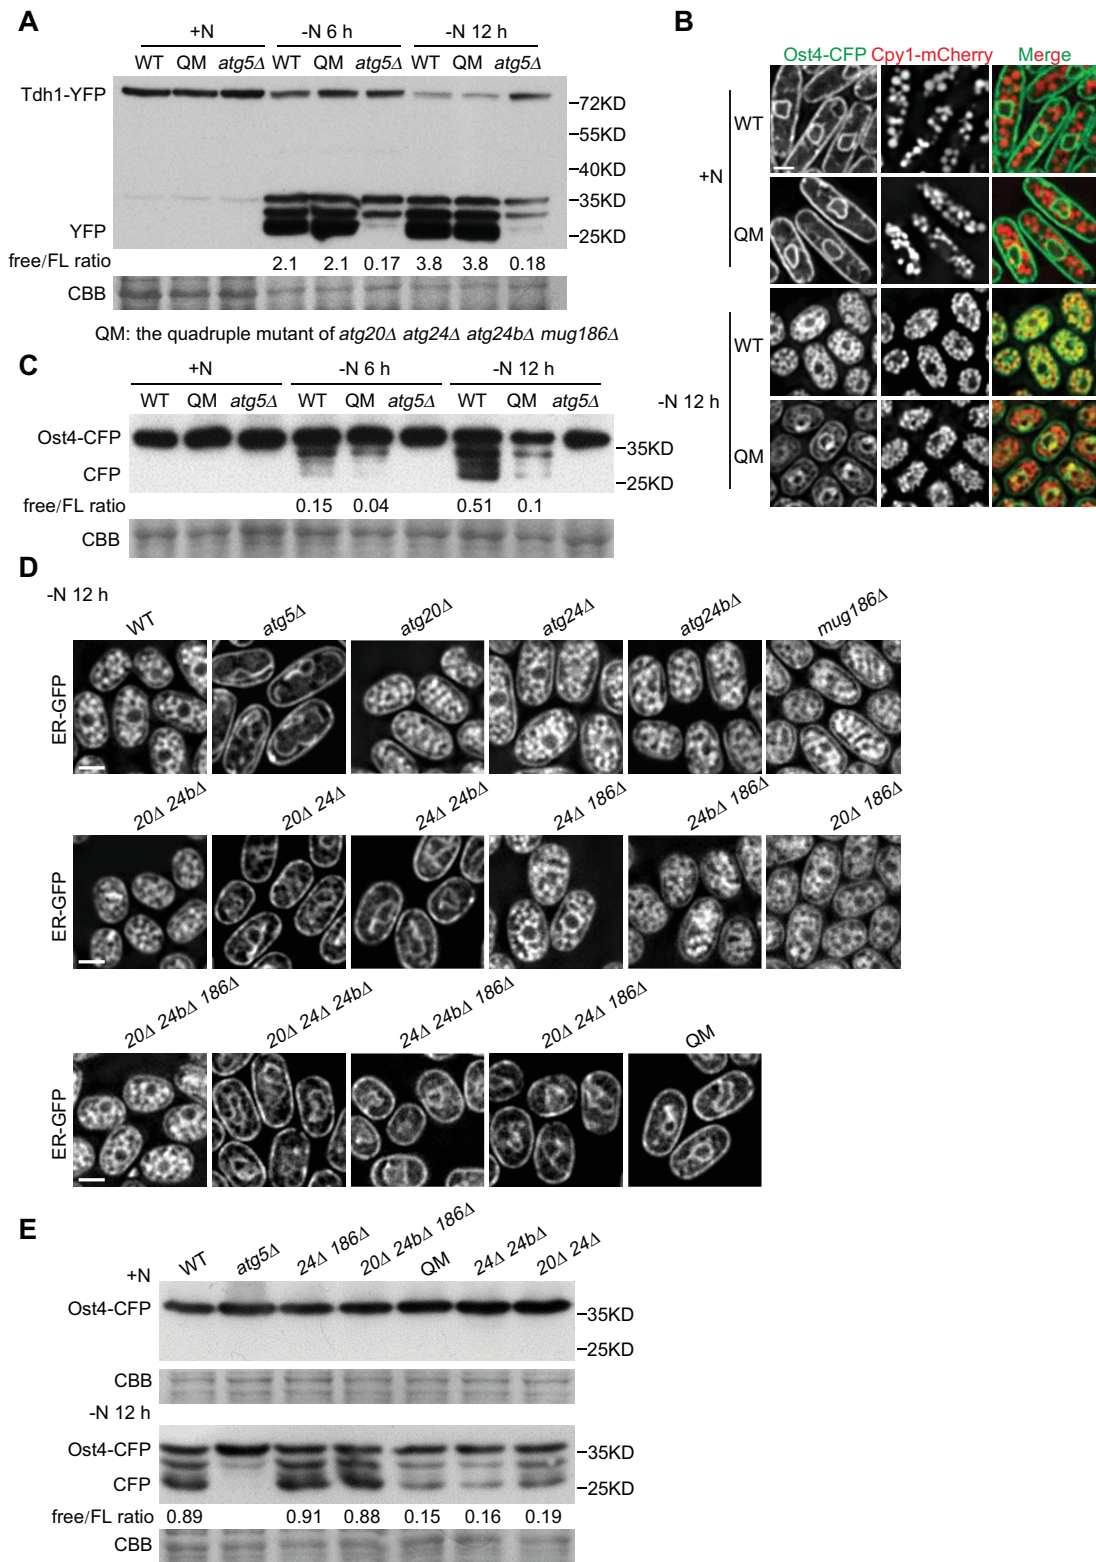 A
+N -N 6 h -N 12 h
WT QM atg5Δ WT QM atg5Δ WT QM atg5Δ
Tdh1-YFP
72KD
55KD
40KD
35KD
YFP
25KD
free/FL ratio 2.1 2.1 0.17 3.8 3.8 0.18
CBB
QM: the quadruple mutant of atg20Δ atg24Δ atg24bΔ mug186Δ
B
Ost4-CFP Cpy1-mCherry Merge
+N
WT
QM
-N 12 h
WT
QM
C
+N -N 6 h -N 12 h
WT QM atg5Δ WT QM atg5Δ WT QM atg5Δ
Ost4-CFP
35KD
CFP
25KD
free/FL ratio 0.15 0.04 0.51 0.1
CBB
D
-N 12 h
WT atg5Δ atg20Δ atg24Δ atg24bΔ mug186Δ
ER-GFP
20Δ 24bΔ 20Δ 24Δ 24Δ 24bΔ 24Δ 186Δ 24bΔ 186Δ 20Δ 186Δ
ER-GFP
20Δ 24bΔ 186Δ 20Δ 24Δ 24bΔ 24Δ 24bΔ 186Δ 20Δ 24Δ 186Δ QM
ER-GFP
E
WT atg5Δ 24Δ 186Δ 20Δ 24bΔ 186Δ QM 24Δ 24bΔ 20Δ 24Δ
+N
Ost4-CFP
35KD
25KD
CBB
-N 12 h
Ost4-CFP
35KD
CFP
25KD
free/FL ratio 0.89 0.91 0.88 0.15 0.16 0.19
CBB